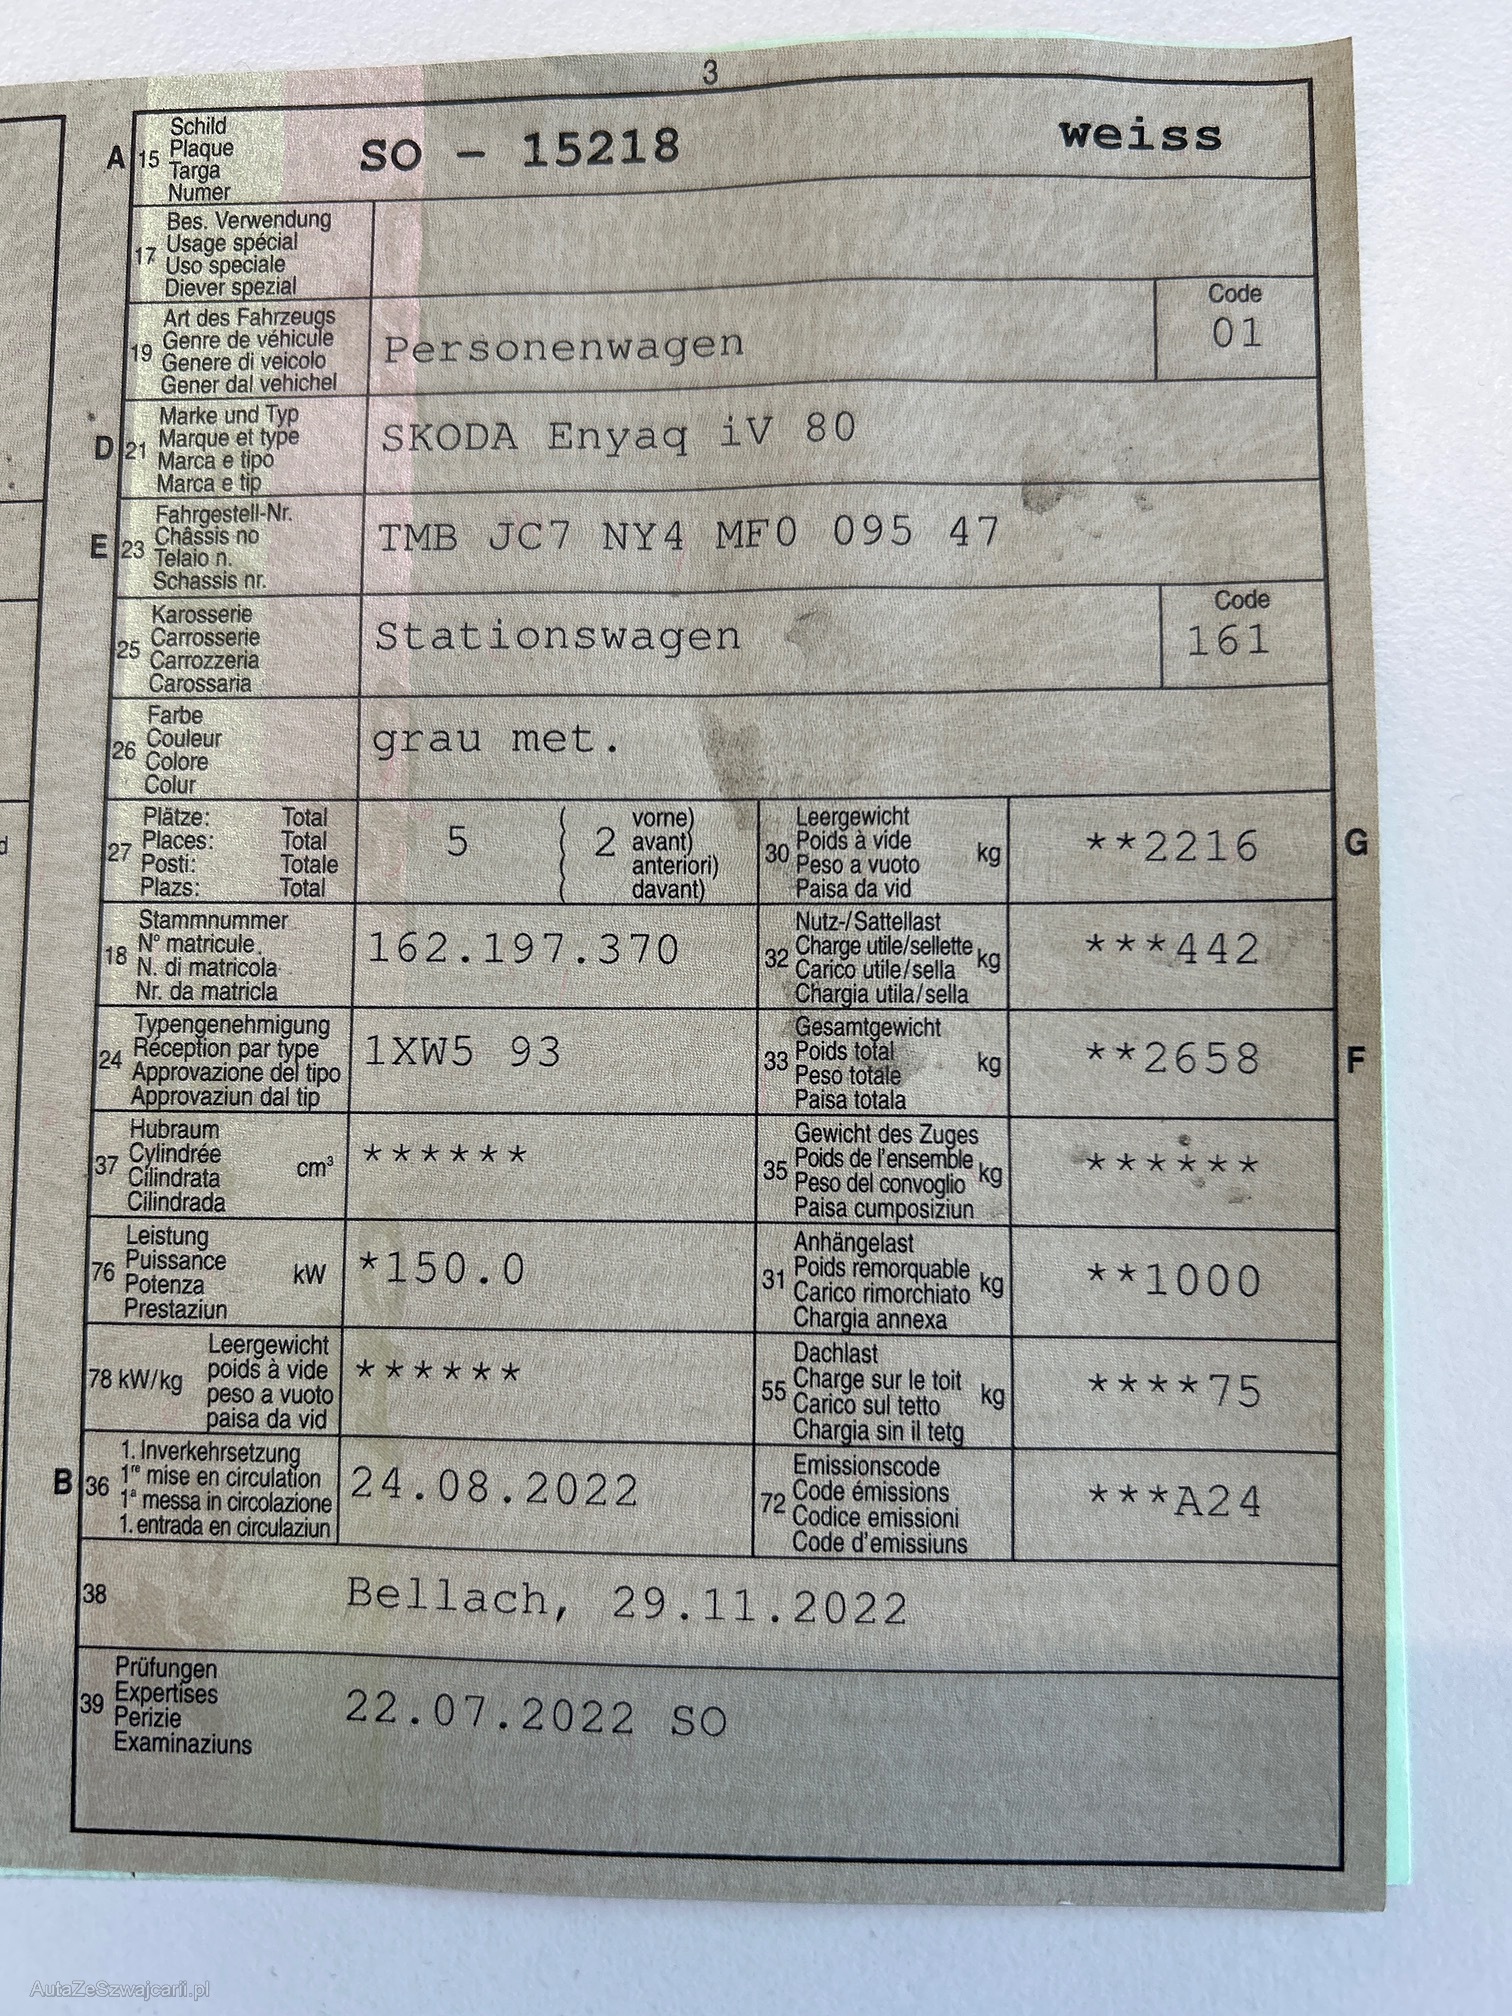 3
A 15 Schild
Plaque
Targa
Numer
SO - 15218 weiss
17 Bes. Verwendung
Usage spécial
Uso speciale
Diever spezial
19 Art des Fahrzeugs
Genre de véhicule
Genere di veicolo
Gener dal vehichel
Personenwagen
Code
01
D 21 Marke und Typ
Marque et type
Marca e tipo
Marca e tip
SKODA Enyaq iV 80
E 23 Fahrgestell-Nr.
Châssis no
Telaio n.
Schassis nr.
TMB JC7 NY4 MF0 095 47
25 Karosserie
Carrosserie
Carrozzeria
Carossaria
Stationswagen
Code
161
26 Farbe
Couleur
Colore
Colur
grau met.
27 Plätze: Total
Places: Total
Posti: Totale
Plazs: Total
5
( vorne)
( 2 avant)
( anteriori)
( davant)
30 Leergewicht
Poids à vide
Peso a vuoto
Paisa da vid
kg
**2216
G
18 Stammnummer
N° matricule
N. di matricola
Nr. da matricla
162.197.370
32 Nutz-/Sattellast
Charge utile/sellette
Carico utile/sella
Chargia utila/sella
kg
***442
24 Typengenehmigung
Réception par type
Approvazione del tipo
Approvaziun dal tip
1XW5 93
33 Gesamtgewicht
Poids total
Peso totale
Paisa totala
kg
**2658
F
37 Hubraum
Cylindrée
Cilindrata
Cilindrada
cm³
******
35 Gewicht des Zuges
Poids de l'ensemble
Peso del convoglio
Paisa cumposiziun
kg
******
76 Leistung
Puissance
Potenza
Prestaziun
kW
*150.0
31 Anhängelast
Poids remorquable
Carico rimorchiato
Chargia annexa
kg
**1000
78 kW/kg
Leergewicht
poids à vide
peso a vuoto
paisa da vid
******
55 Dachlast
Charge sur le toit
Carico sul tetto
Chargia sin il tetg
kg
****75
B 36 1. Inverkehrsetzung
1re mise en circulation
1a messa in circolazione
1. entrada en circulaziun
24.08.2022
72 Emissionscode
Code émissions
Codice emissioni
Code d'emissiuns
***A24
38 Bellach, 29.11.2022
39 Prüfungen
Expertises
Perizie
Examinaziuns
22.07.2022 SO
AutaZeSzwajcarii.pl